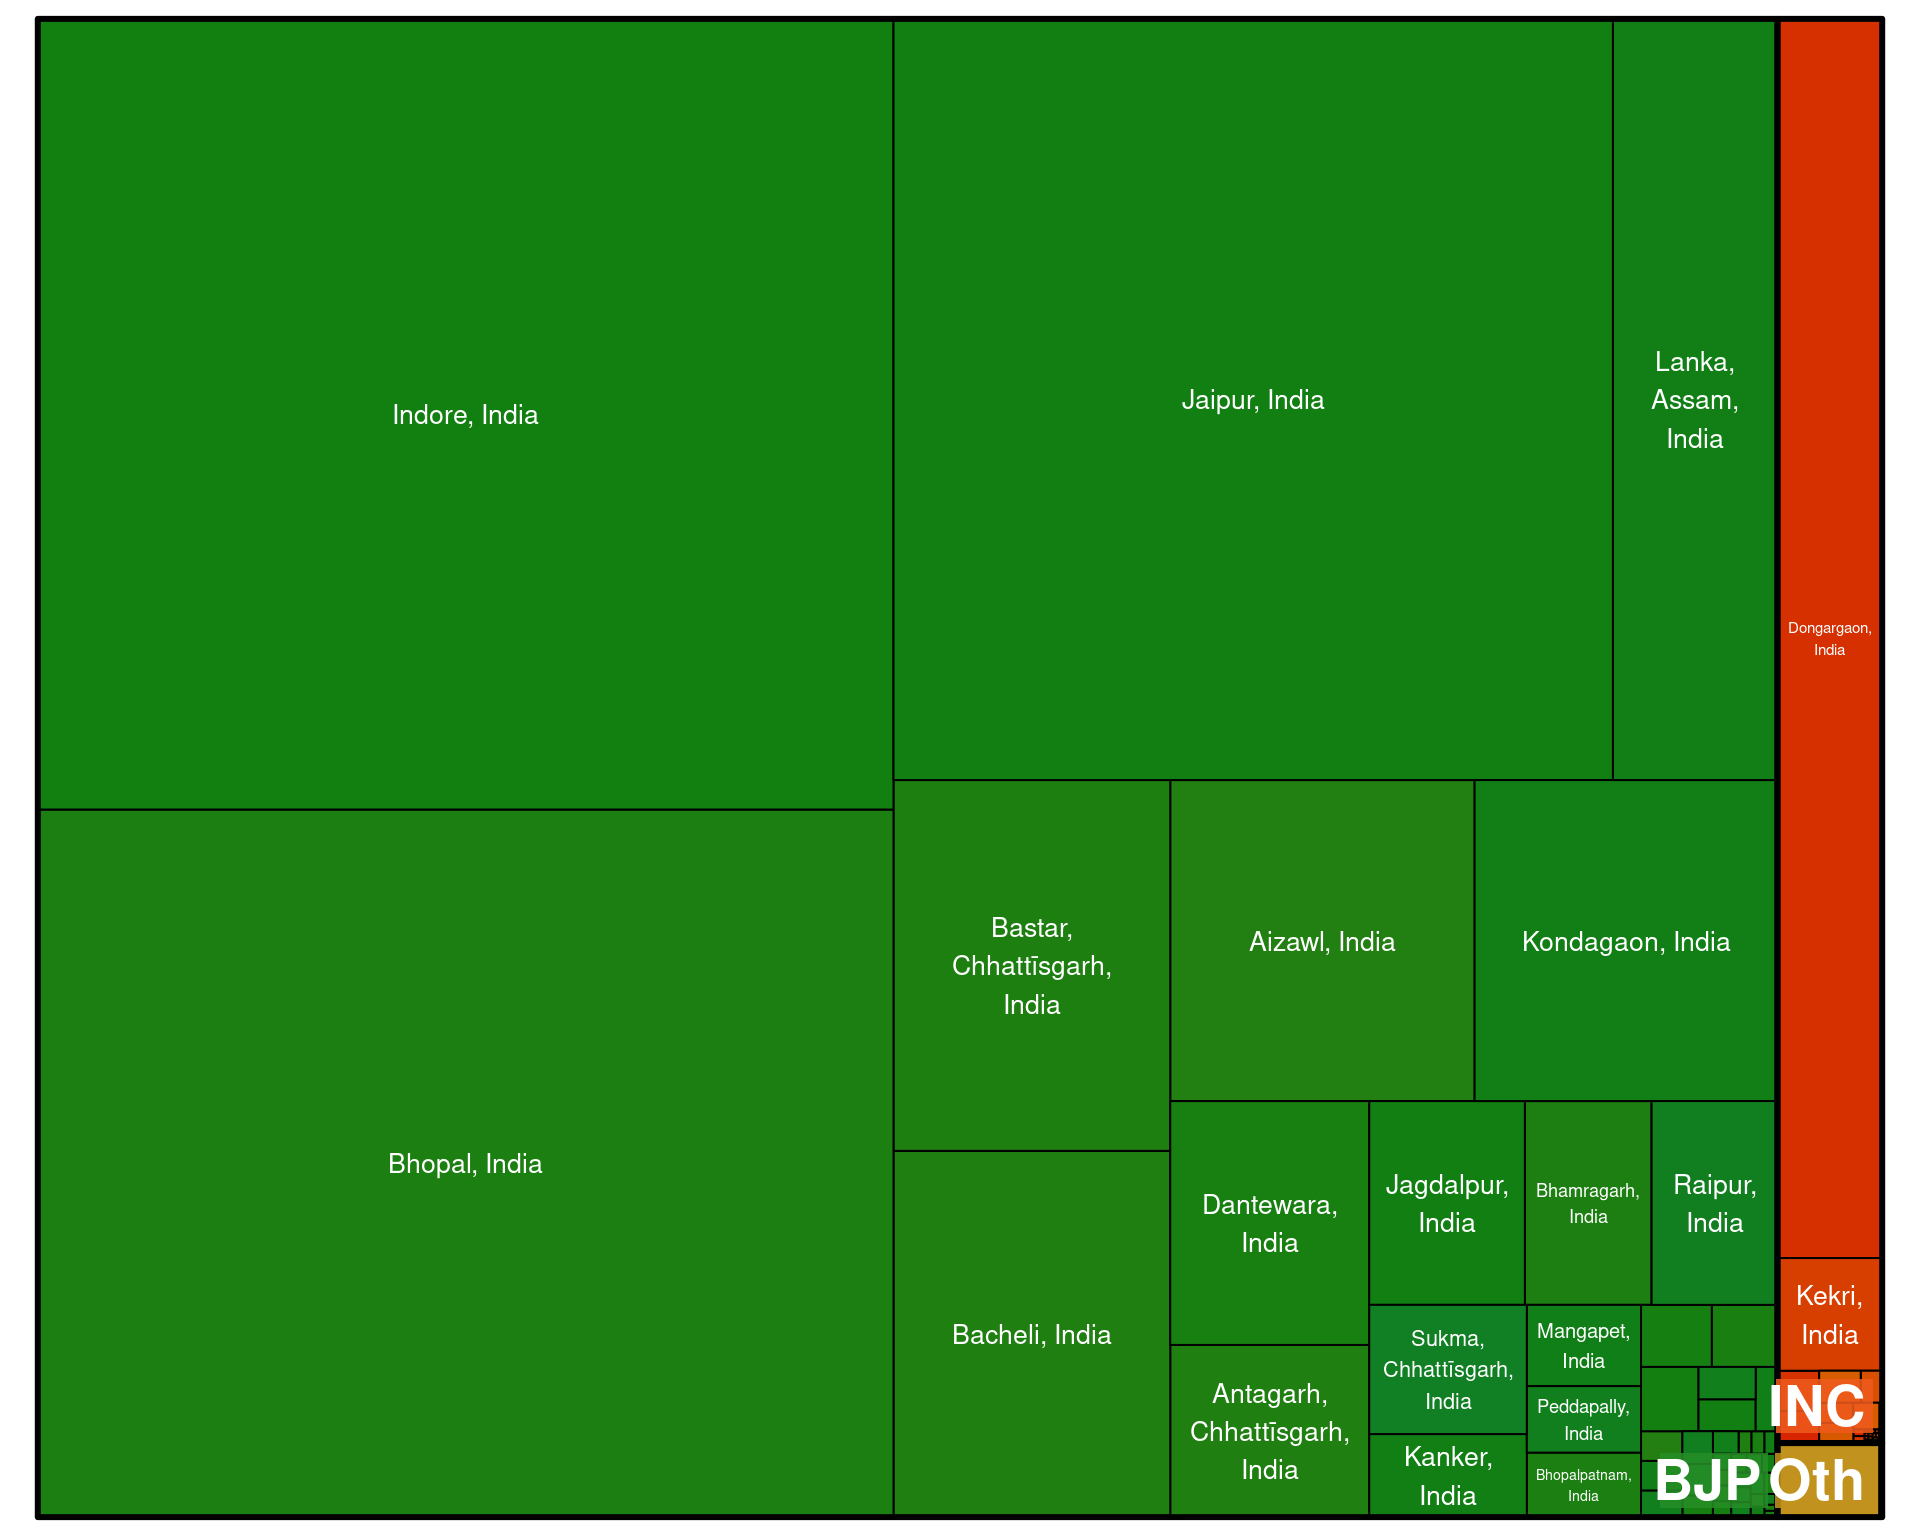 Indore, India
Jaipur, India
Lanka,
Assam,
India
Dongargaon,
India
Bhopal, India
Bastar,
Chhattīsgarh,
India
Aizawl, India
Kondagaon, India
Bacheli, India
Dantewara,
India
Jagdalpur,
India
Bhamragarh,
India
Raipur,
India
Antagarh,
Chhattīsgarh,
India
Sukma,
Chhattīsgarh,
India
Kanker,
India
Mangapet,
India
Peddapally,
India
Bhopalpatnam,
India
Kekri,
India
INC
BJP
Oth